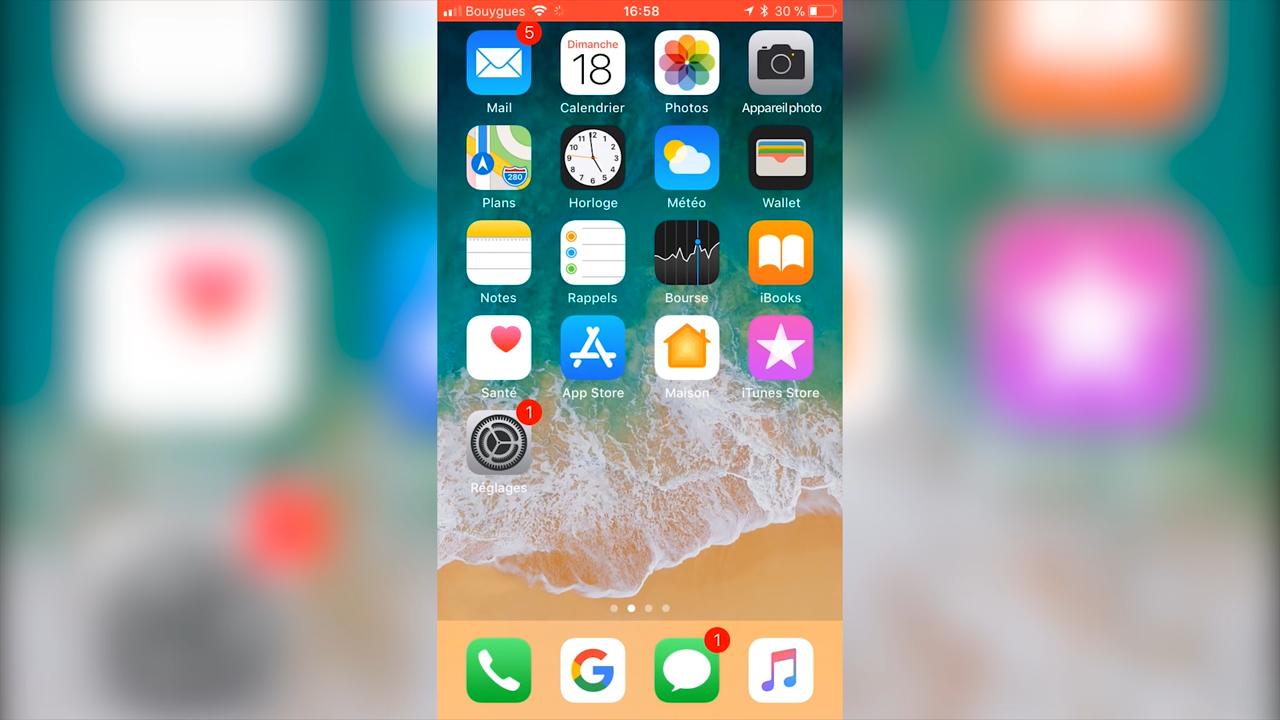 Bouygues 16:58 30 %
5
Dimanche
18
Mail Calendrier Photos Appareil photo
280
Plans Horloge Météo Wallet
Notes Rappels Bourse iBooks
Santé App Store Maison iTunes Store
1
Réglages
1